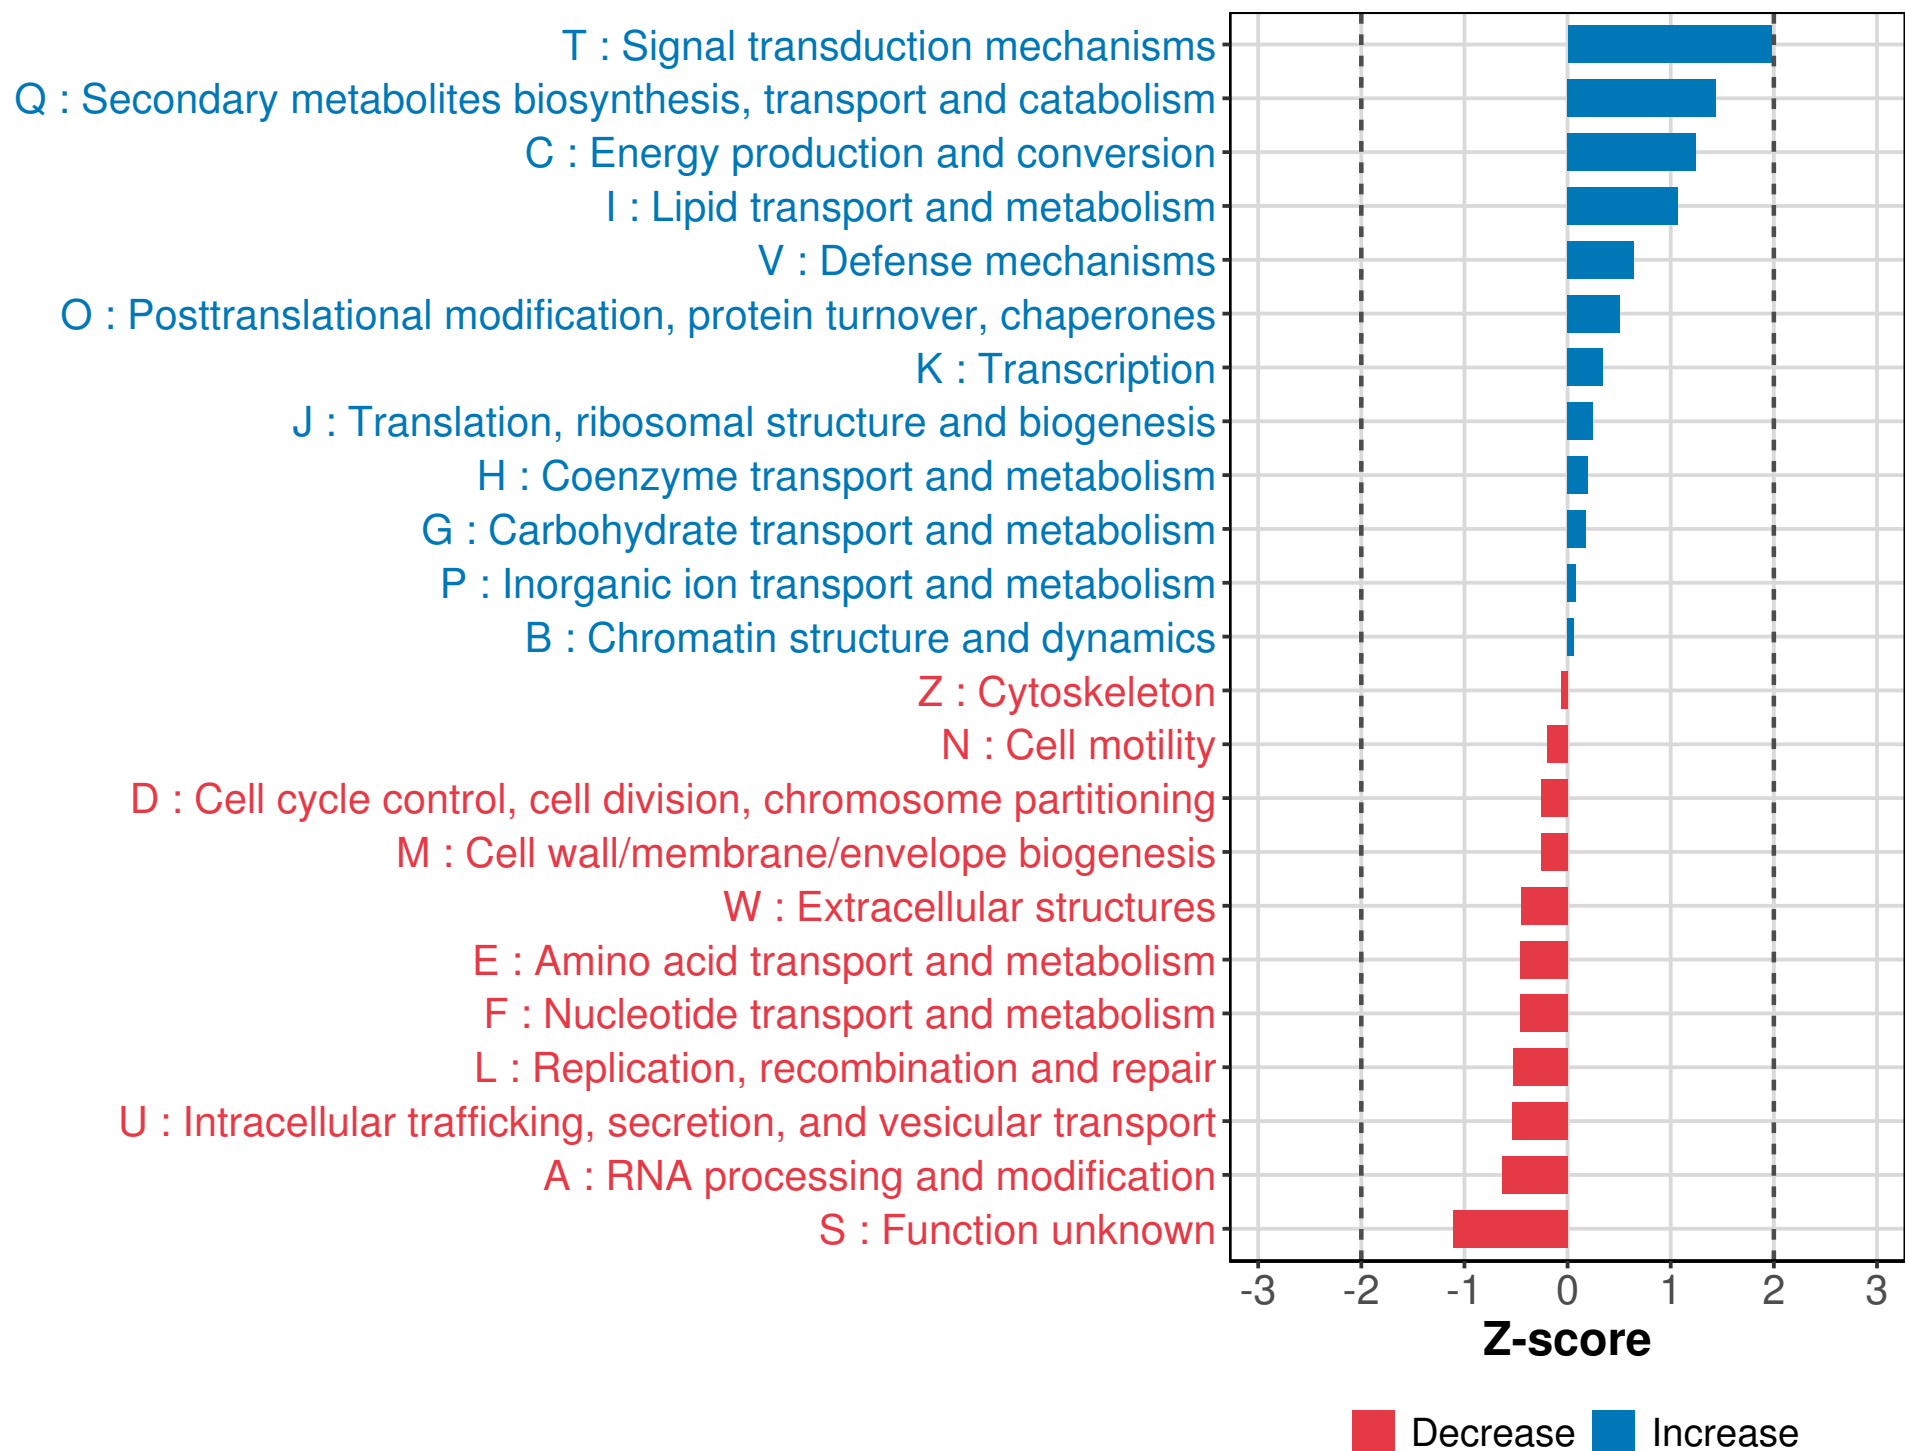 T : Signal transduction mechanisms
Q : Secondary metabolites biosynthesis, transport and catabolism
C : Energy production and conversion
I : Lipid transport and metabolism
V : Defense mechanisms
O : Posttranslational modification, protein turnover, chaperones
K : Transcription
J : Translation, ribosomal structure and biogenesis
H : Coenzyme transport and metabolism
G : Carbohydrate transport and metabolism
P : Inorganic ion transport and metabolism
B : Chromatin structure and dynamics
Z : Cytoskeleton
N : Cell motility
D : Cell cycle control, cell division, chromosome partitioning
M : Cell wall/membrane/envelope biogenesis
W : Extracellular structures
E : Amino acid transport and metabolism
F : Nucleotide transport and metabolism
L : Replication, recombination and repair
U : Intracellular trafficking, secretion, and vesicular transport
A : RNA processing and modification
S : Function unknown
-3 -2 -1 0 1 2 3
Z-score
Decrease Increase